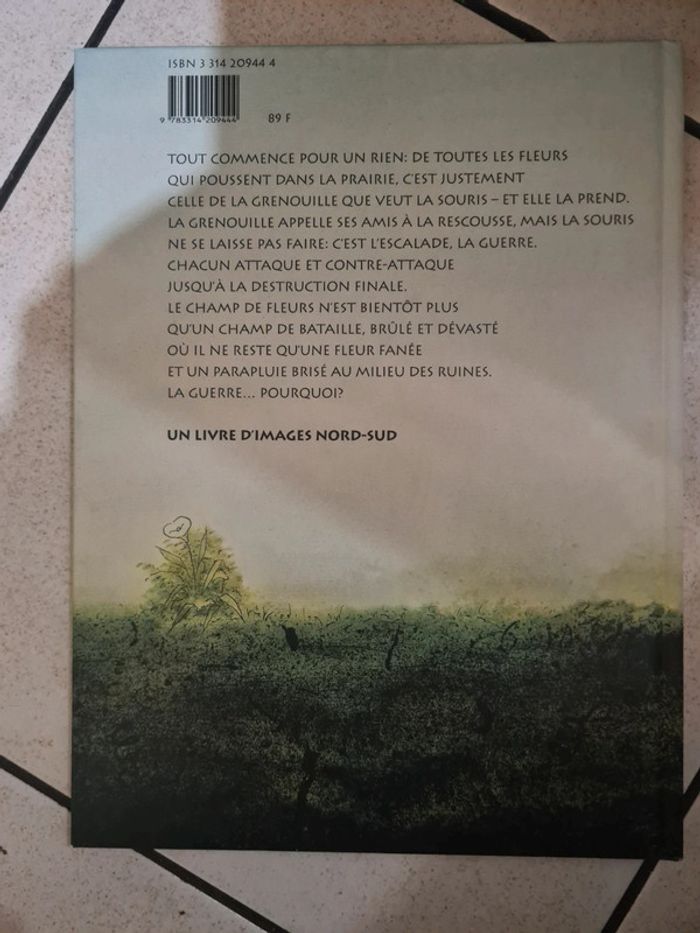 ISBN 3 314 20944 4
9 783314 209444
89 F
TOUT COMMENCE POUR UN RIEN: DE TOUTES LES FLEURS
QUI POUSSENT DANS LA PRAIRIE, C'EST JUSTEMENT
CELLE DE LA GRENOUILLE QUE VEUT LA SOURIS – ET ELLE LA PREND.
LA GRENOUILLE APPELLE SES AMIS À LA RESCOUSSE, MAIS LA SOURIS
NE SE LAISSE PAS FAIRE: C'EST L'ESCALADE, LA GUERRE.
CHACUN ATTAQUE ET CONTRE-ATTAQUE
JUSQU'À LA DESTRUCTION FINALE.
LE CHAMP DE FLEURS N'EST BIENTÔT PLUS
QU'UN CHAMP DE BATAILLE, BRÛLÉ ET DÉVASTÉ
OÙ IL NE RESTE QU'UNE FLEUR FANÉE
ET UN PARAPLUIE BRISÉ AU MILIEU DES RUINES.
LA GUERRE... POURQUOI?
UN LIVRE D'IMAGES NORD-SUD